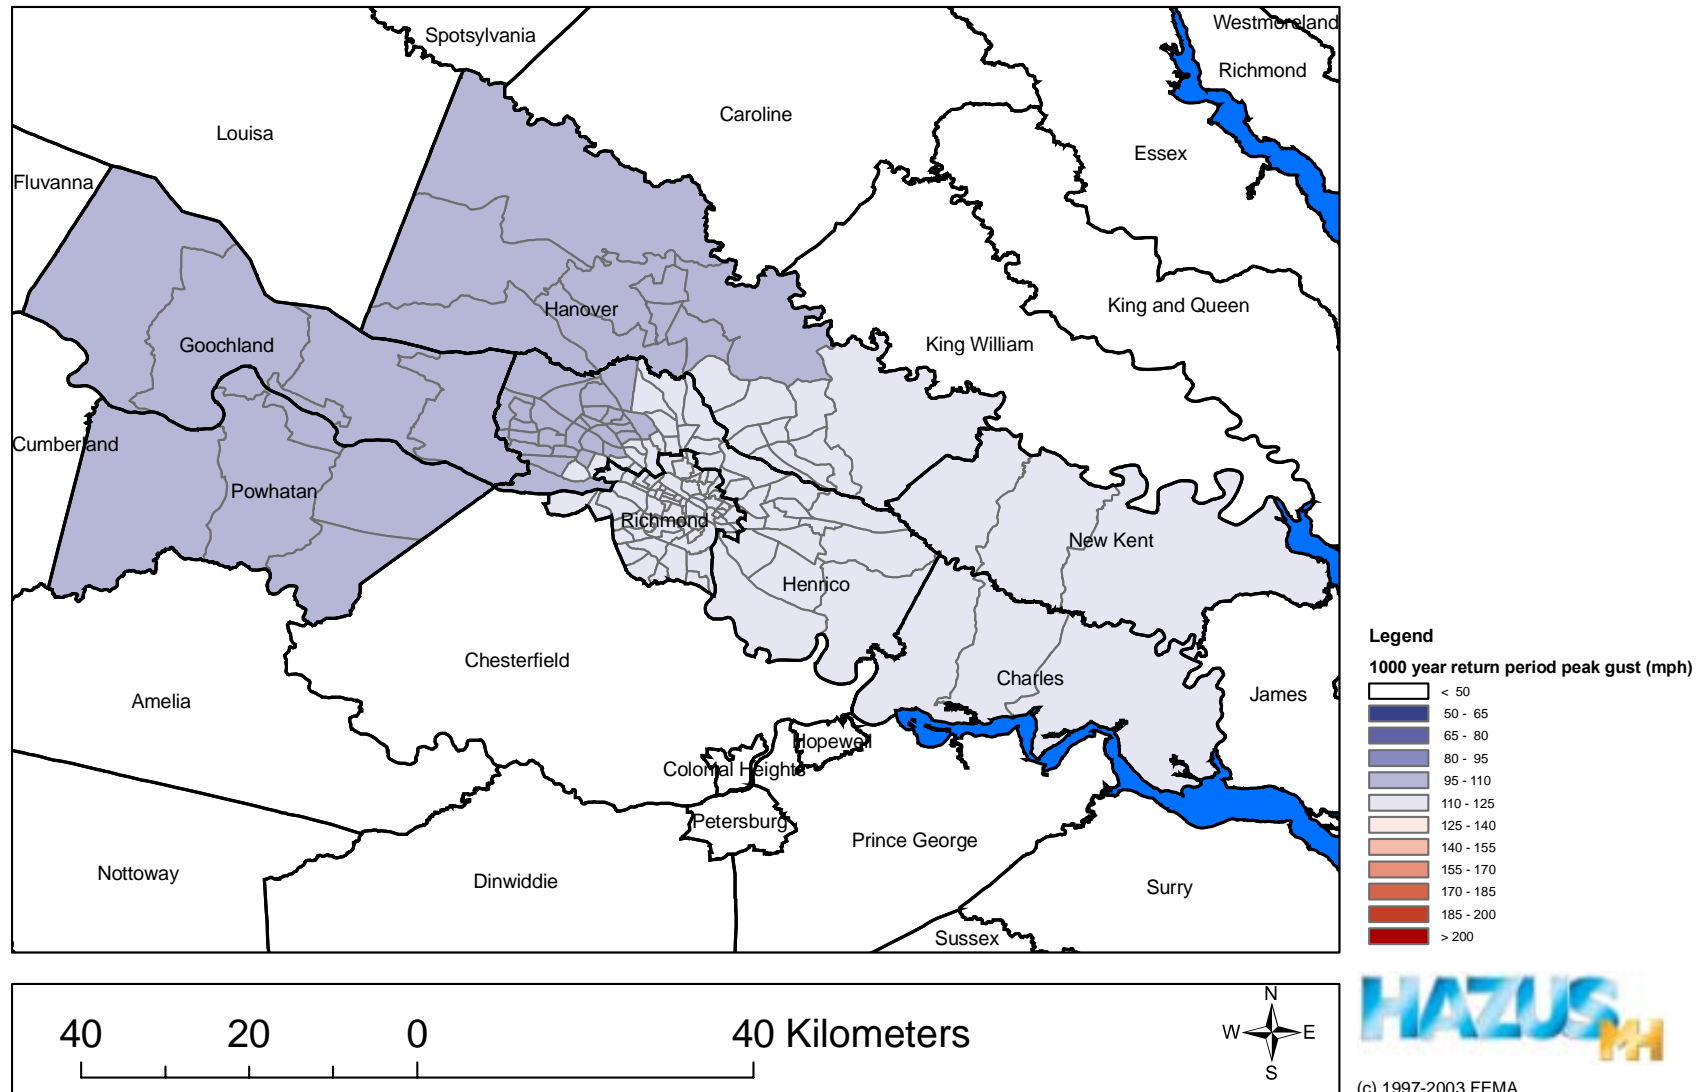 Westmoreland
Spotsylvania
Richmond
Caroline
Louisa
Essex
Fluvanna
King and Queen
Hanover
King William
Goochland
Cumberland
Powhatan
Richmond
New Kent
Henrico
Chesterfield
Charles
James
Amelia
Hopewell
Colonial Heights
Petersburg
Prince George
Nottoway
Dinwiddie
Surry
Sussex
Legend
1000 year return period peak gust (mph)
< 50
50 - 65
65 - 80
80 - 95
95 - 110
110 - 125
125 - 140
140 - 155
155 - 170
170 - 185
185 - 200
> 200
40 20 0 40 Kilometers
N
W E
S
HAZUS MH
(c) 1997-2003 FEMA